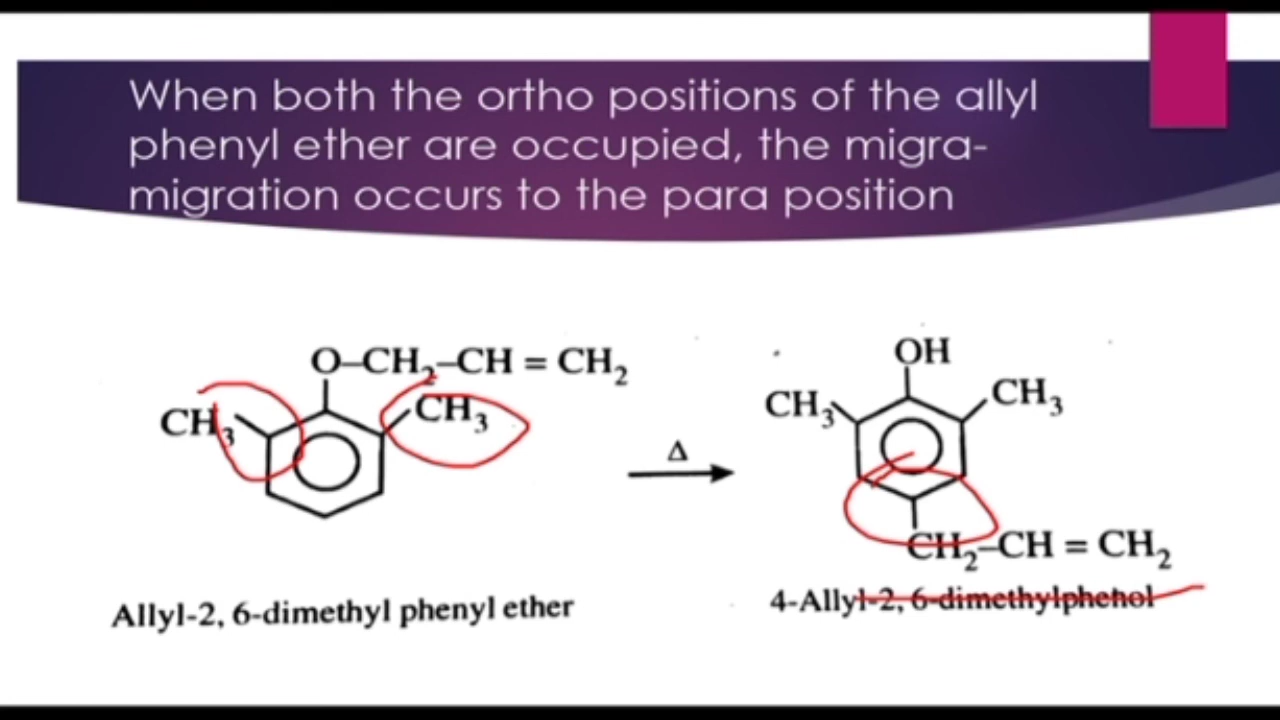 When both the ortho positions of the allyl
phenyl ether are occupied, the migra-
migration occurs to the para position
O–CH₂–CH = CH₂
CH₃
CH₃
Δ
OH
CH₃
CH₃
CH₂–CH = CH₂
Allyl-2, 6-dimethyl phenyl ether
4-Allyl-2, 6-dimethylphenol